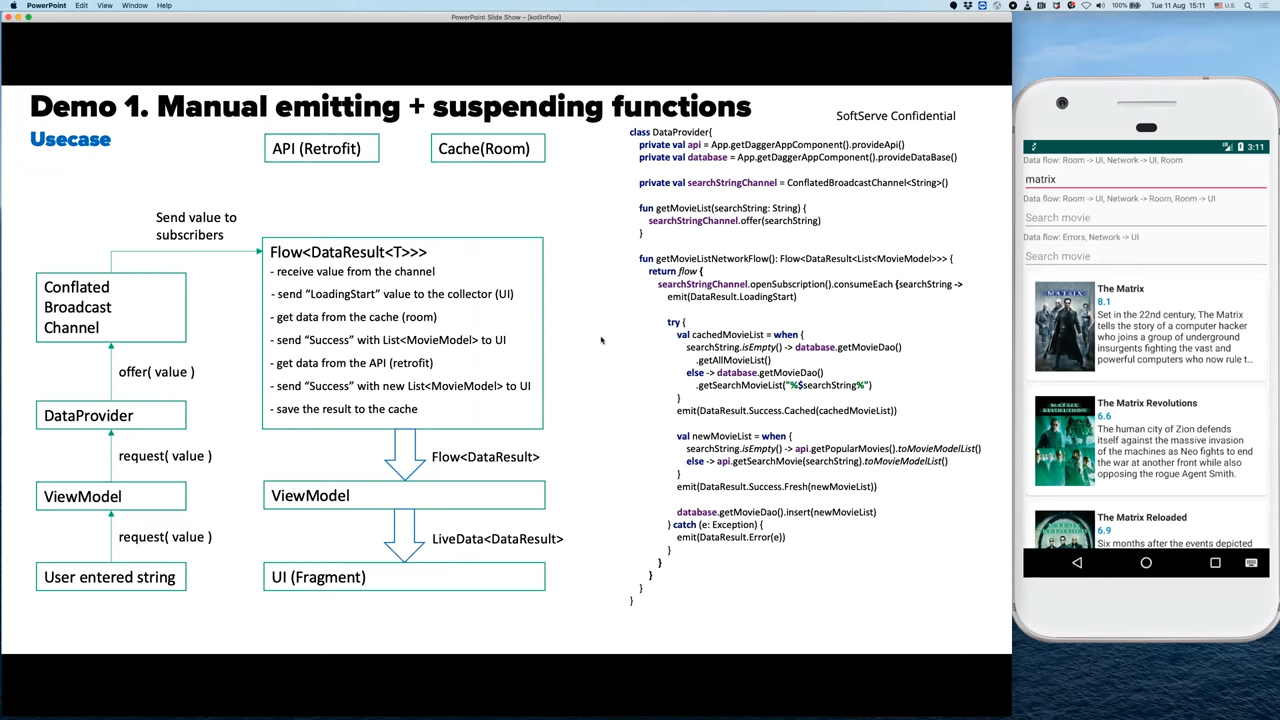 PowerPoint Edit View Window Help
100% Tue 11 Aug 15:11 U.S.
PowerPoint Slide Show - [kotlinflow]
Demo 1. Manual emitting + suspending functions
SoftServe Confidential
Usecase
API (Retrofit)
Cache(Room)
Send value to
subscribers
Conflated
Broadcast
Channel
offer( value )
DataProvider
request( value )
ViewModel
request( value )
User entered string
Flow<DataResult<T>>>
- receive value from the channel
- send “LoadingStart” value to the collector (UI)
- get data from the cache (room)
- send “Success” with List<MovieModel> to UI
- get data from the API (retrofit)
- send “Success” with new List<MovieModel> to UI
- save the result to the cache
Flow<DataResult>
ViewModel
LiveData<DataResult>
UI (Fragment)
class DataProvider{
private val api = App.getDaggerAppComponent().provideApi()
private val database = App.getDaggerAppComponent().provideDataBase()
private val searchStringChannel = ConflatedBroadcastChannel<String>()
fun getMovieList(searchString: String) {
searchStringChannel.offer(searchString)
}
fun getMovieListNetworkFlow(): Flow<DataResult<List<MovieModel>>> {
return flow {
searchStringChannel.openSubscription().consumeEach {searchString ->
emit(DataResult.LoadingStart)
try {
val cachedMovieList = when {
searchString.isEmpty() -> database.getMovieDao()
.getAllMovieList()
else -> database.getMovieDao()
.getSearchMovieList("%$searchString%")
}
emit(DataResult.Success.Cached(cachedMovieList))
val newMovieList = when {
searchString.isEmpty() -> api.getPopularMovies().toMovieModelList()
else -> api.getSearchMovie(searchString).toMovieModelList()
}
emit(DataResult.Success.Fresh(newMovieList))
database.getMovieDao().insert(newMovieList)
} catch (e: Exception) {
emit(DataResult.Error(e))
}
}
}
}
}
3:11
Data flow: Room -> UI, Network -> UI, Room
matrix
Data flow: Room -> UI, Network -> Room, Room -> UI
Search movie
Data flow: Errors, Network -> UI
Search movie
The Matrix
8.1
Set in the 22nd century, The Matrix
tells the story of a computer hacker
who joins a group of underground
insurgents fighting the vast and
powerful computers who now rule t...
The Matrix Revolutions
6.6
The human city of Zion defends
itself against the massive invasion
of the machines as Neo fights to end
the war at another front while also
opposing the rogue Agent Smith.
The Matrix Reloaded
6.9
Six months after the events depicted